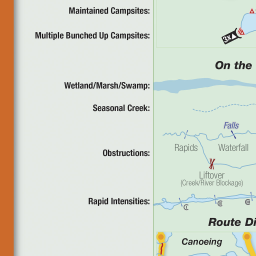 Maintained Campsites:
Multiple Bunched Up Campsites:
On the
Wetland/Marsh/Swamp:
Seasonal Creek:
Falls
Rapids Waterfall
Obstructions:
Liftover
(Creek/River Blockage)
Rapid Intensities:
Route Di
Canoeing